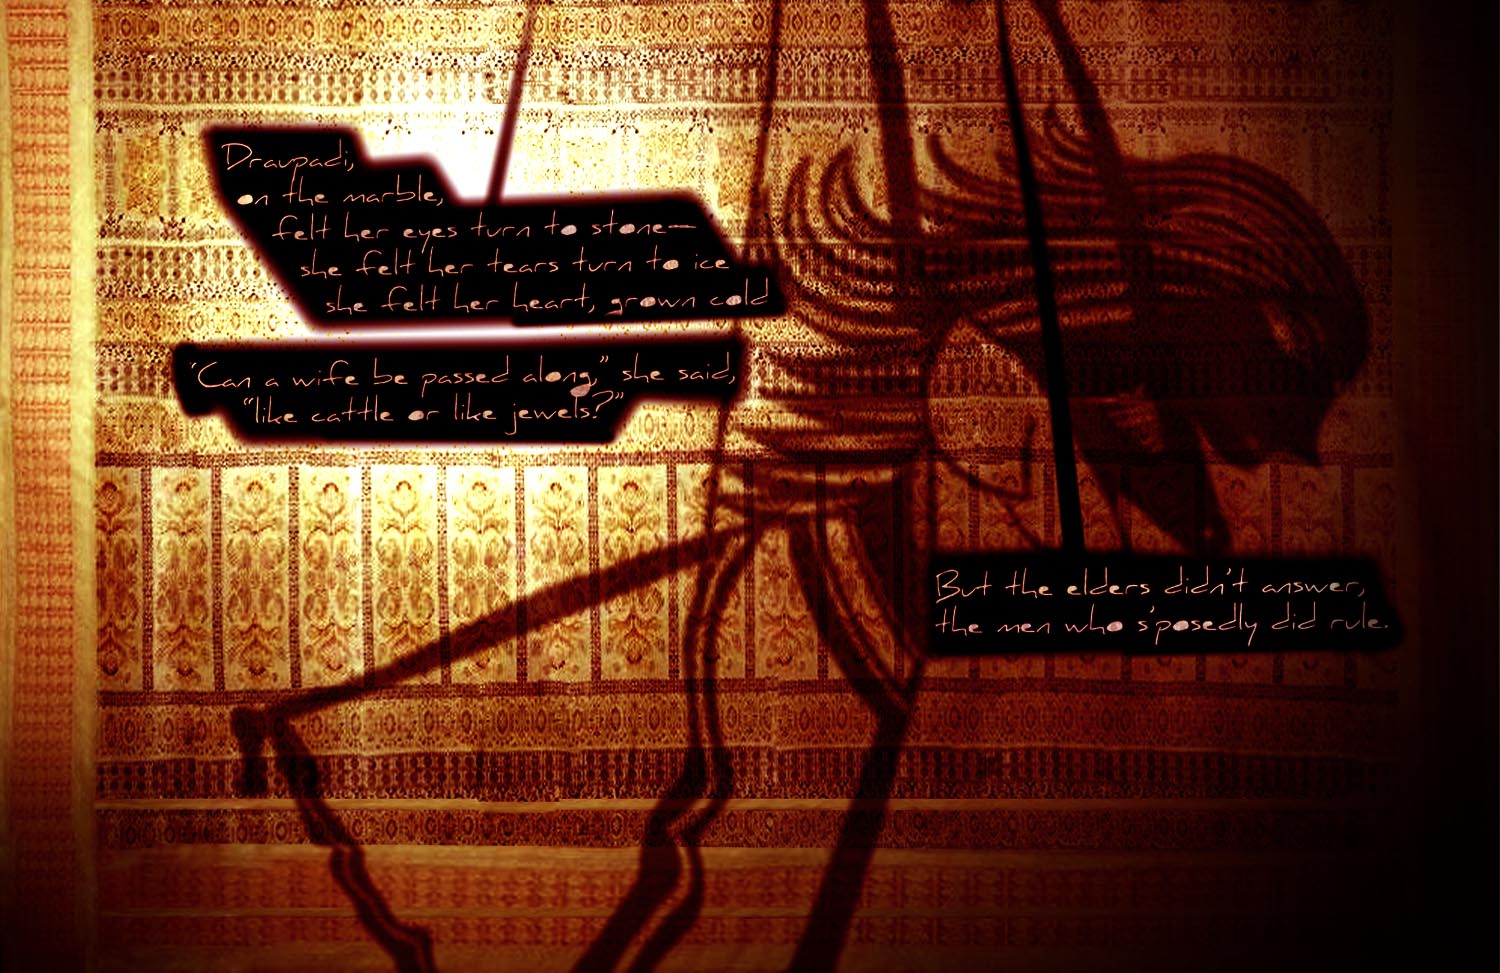 Draupadi,
on the marble,
felt her eyes turn to stone—
she felt her tears turn to ice
she felt her heart, grown cold
"Can a wife be passed along," she said,
"like cattle or like jewels?"
But the elders didn't answer,
the men who s'posedly did rule.